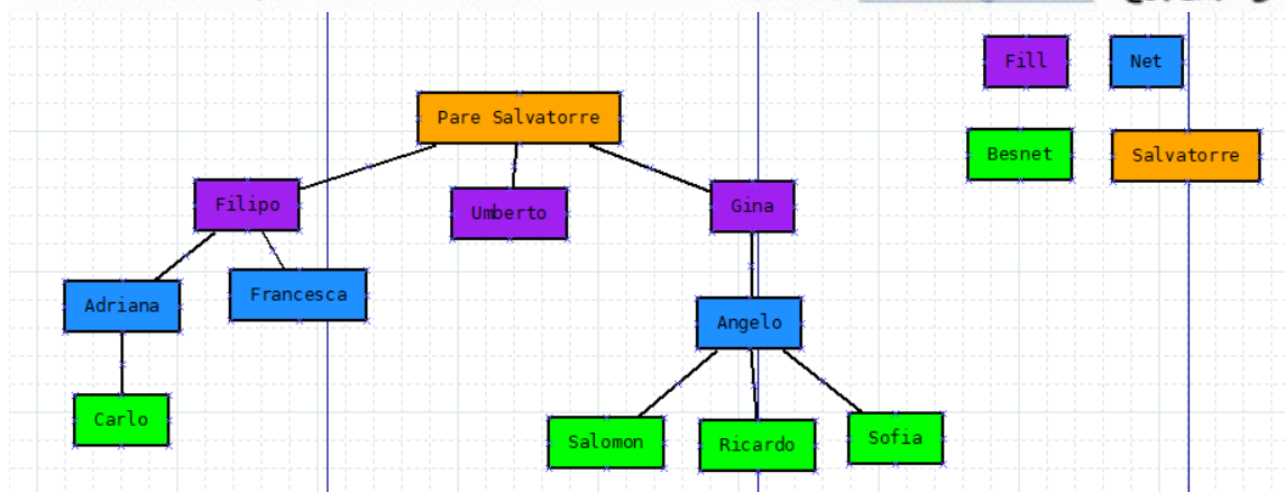 Fill
Net
Pare Salvatorre
Besnet
Salvatorre
Filipo
Umberto
Gina
Adriana
Francesca
Angelo
Carlo
Salomon
Ricardo
Sofia